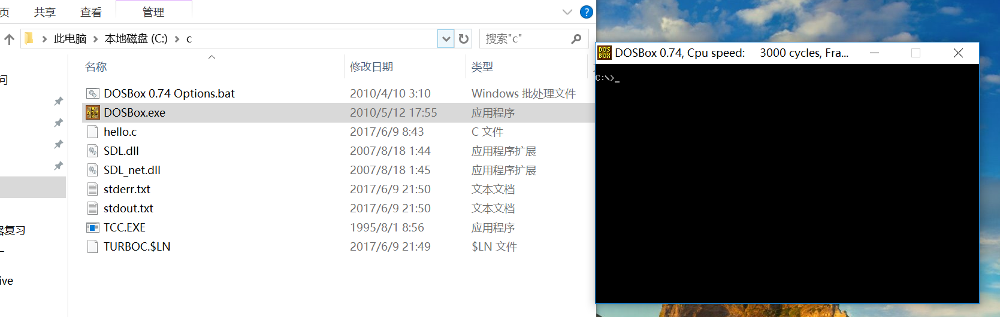 页 共享 查看 管理
此电脑 本地磁盘 (C:) c 搜索"c"
名称 修改日期 类型
问
DOSBox 0.74 Options.bat 2010/4/10 3:10 Windows 批处理文件
DOSBox.exe 2010/5/12 17:55 应用程序
hello.c 2017/6/9 8:43 C 文件
SDL.dll 2007/8/18 1:44 应用程序扩展
SDL_net.dll 2007/8/18 1:45 应用程序扩展
stderr.txt 2017/6/9 21:50 文本文档
stdout.txt 2017/6/9 21:50 文本文档
TCC.EXE 1995/8/1 8:56 应用程序
器复习
TURBOC.$LN 2017/6/9 21:49 $LN 文件
ive
DOSBox 0.74, Cpu speed: 3000 cycles, Fra...
C:\>_